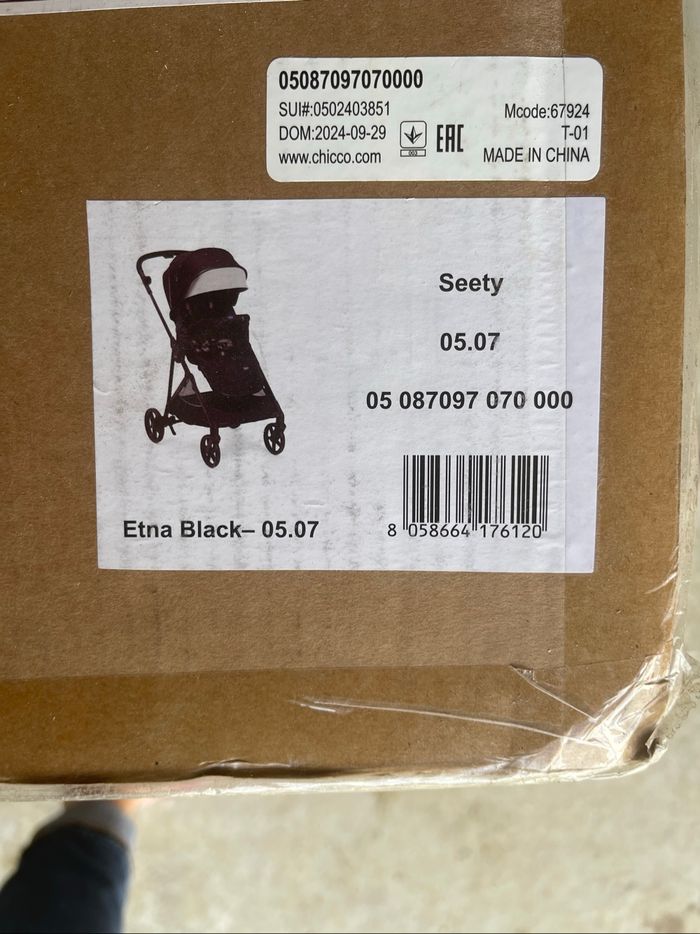 05087097070000
SUI#:0502403851
DOM:2024-09-29
www.chicco.com
003
EAC
Mcode:67924
T-01
MADE IN CHINA
Seety
05.07
05 087097 070 000
Etna Black– 05.07
8 058664 176120